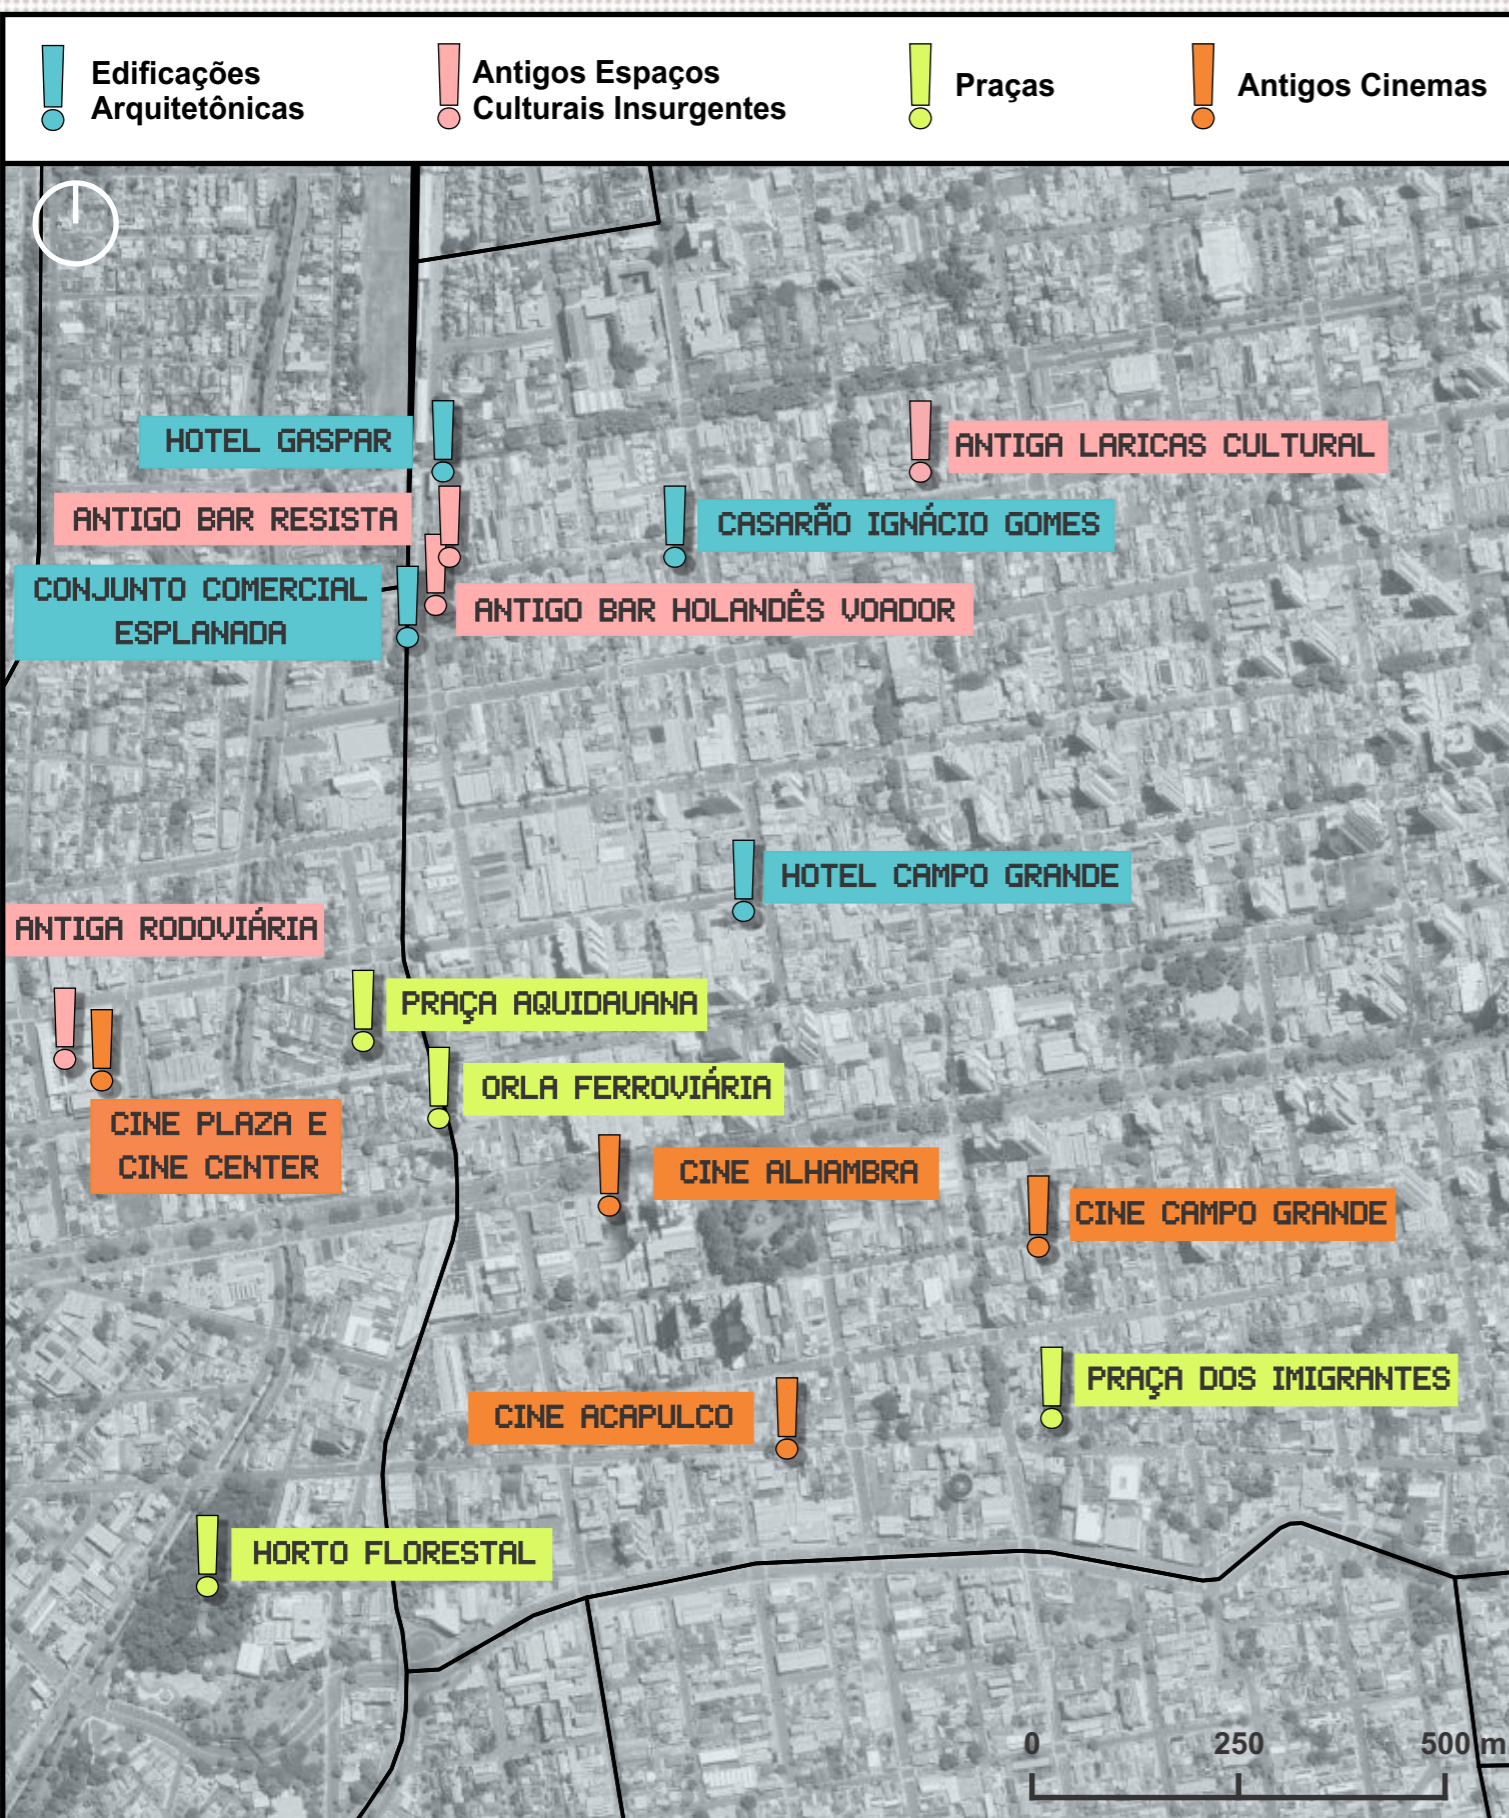 Edificações
Arquitetônicas
Antigos Espaços
Culturais Insurgentes
Praças
Antigos Cinemas
HOTEL GASPAR
ANTIGA LARICAS CULTURAL
ANTIGO BAR RESISTA
CASARÃO IGNÁCIO GOMES
CONJUNTO COMERCIAL
ESPLANADA
ANTIGO BAR HOLANDÊS VOADOR
HOTEL CAMPO GRANDE
ANTIGA RODOVIÁRIA
PRAÇA AQUIDAUANA
ORLA FERROVIÁRIA
CINE PLAZA E
CINE CENTER
CINE ALHAMBRA
CINE CAMPO GRANDE
PRAÇA DOS IMIGRANTES
CINE ACAPULCO
HORTO FLORESTAL
0 250 500 m